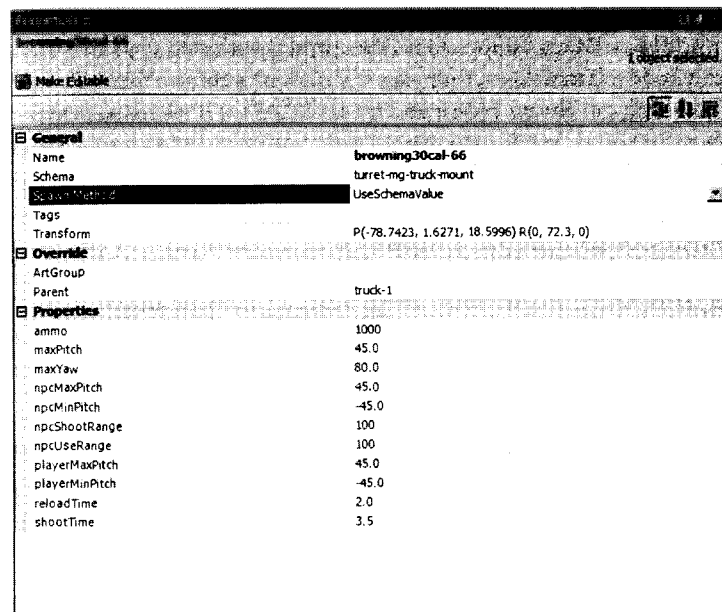 browning30cal-66
1 object selected
Make Editable
General
Name browning30cal-66
Schema turret-mg-truck-mount
Spawn Method UseSchemaValue
Tags
Transform P(-78.7423, 1.6271, 18.5996) R(0, 72.3, 0)
Override
ArtGroup
Parent truck-1
Properties
ammo 1000
maxPitch 45.0
maxYaw 80.0
npcMaxPitch 45.0
npcMinPitch -45.0
npcShootRange 100
npcUseRange 100
playerMaxPitch 45.0
playerMinPitch -45.0
reloadTime 2.0
shootTime 3.5